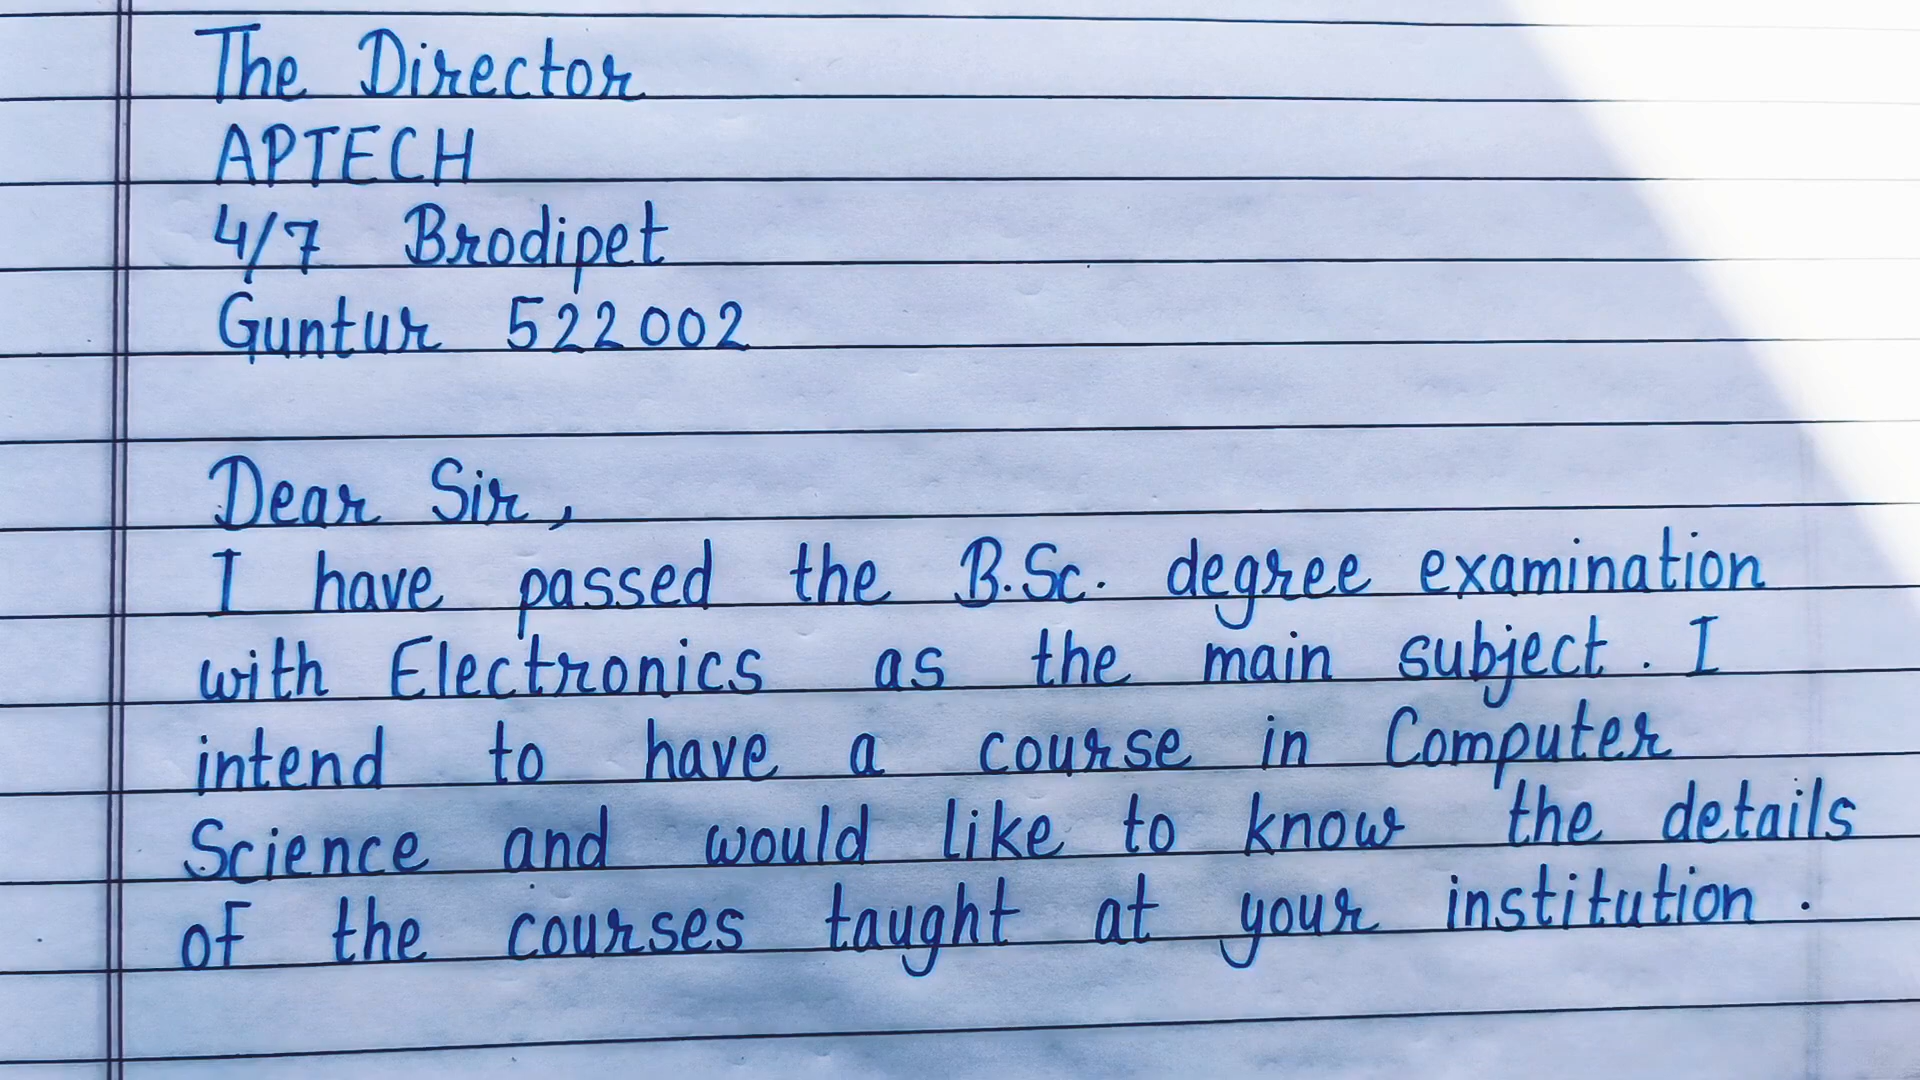 The Director
APTECH
4/7 Brodipet
Guntur 522002
Dear Sir,
I have passed the B.Sc. degree examination
with Electronics as the main subject. I
intend to have a course in Computer
Science and would like to know the details
of the courses taught at your institution.